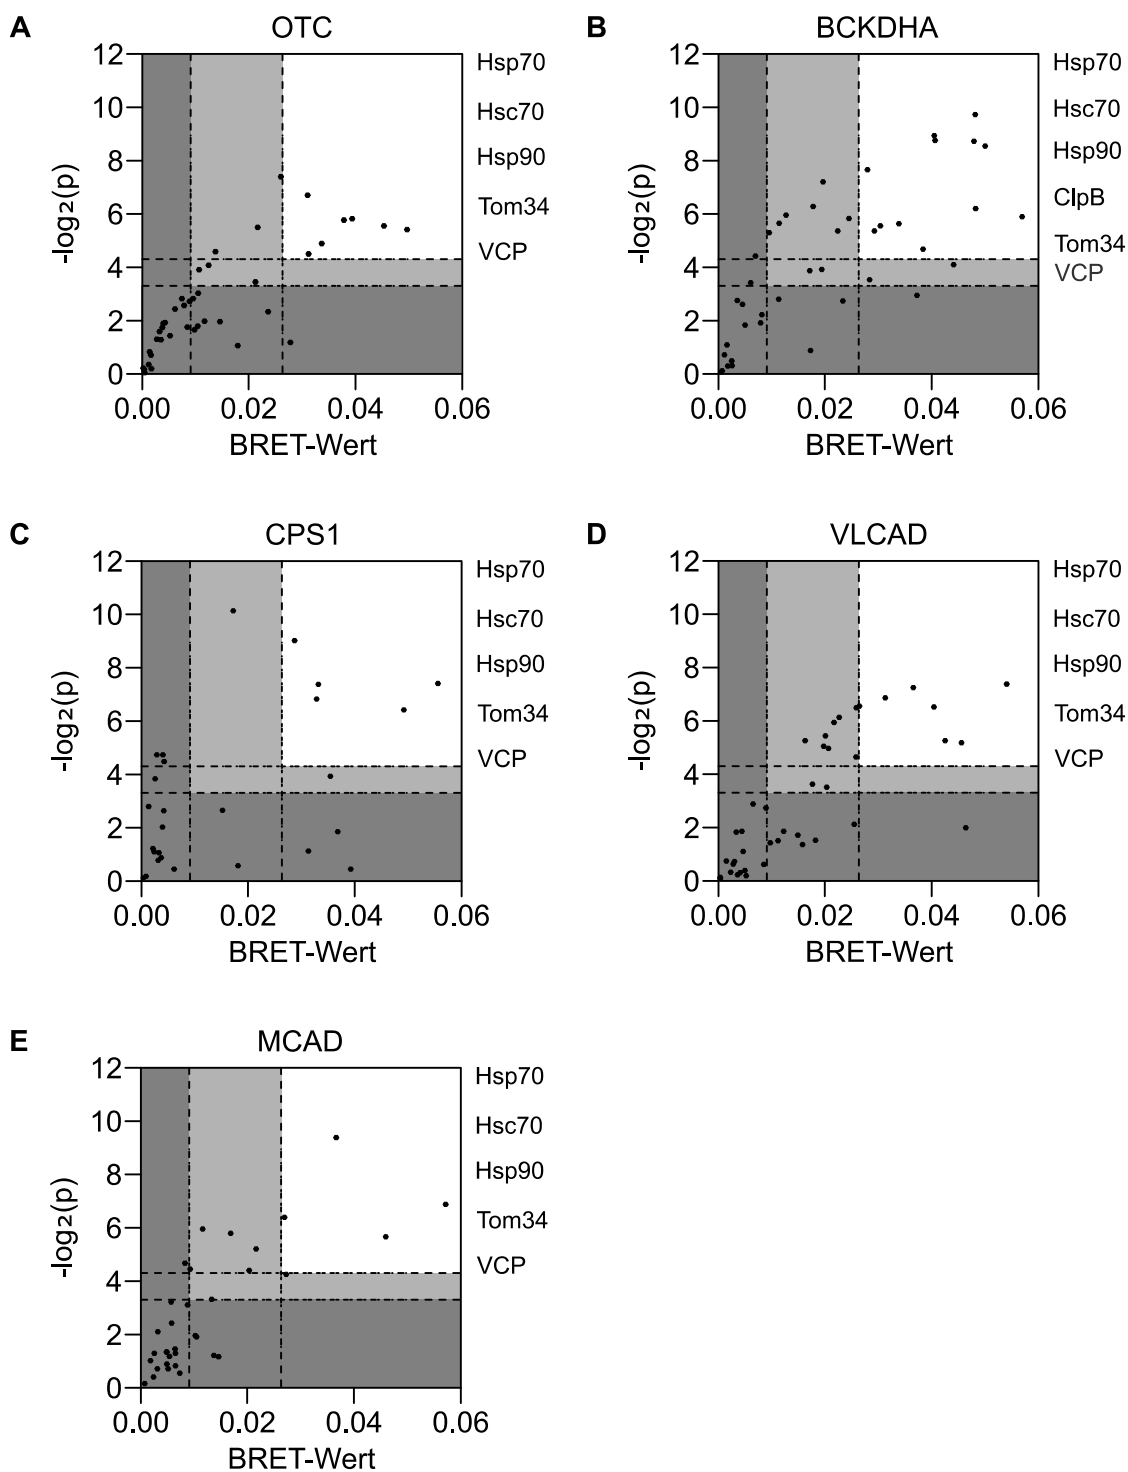 A
OTC
12
10
8
6
4
2
0
-log₂(p)
0.00 0.02 0.04 0.06
BRET-Wert
Hsp70
Hsc70
Hsp90
Tom34
VCP
B
BCKDHA
12
10
8
6
4
2
0
-log₂(p)
0.00 0.02 0.04 0.06
BRET-Wert
Hsp70
Hsc70
Hsp90
ClpB
Tom34
VCP
C
CPS1
12
10
8
6
4
2
0
-log₂(p)
0.00 0.02 0.04 0.06
BRET-Wert
Hsp70
Hsc70
Hsp90
Tom34
VCP
D
VLCAD
12
10
8
6
4
2
0
-log₂(p)
0.00 0.02 0.04 0.06
BRET-Wert
Hsp70
Hsc70
Hsp90
Tom34
VCP
E
MCAD
12
10
8
6
4
2
0
-log₂(p)
0.00 0.02 0.04 0.06
BRET-Wert
Hsp70
Hsc70
Hsp90
Tom34
VCP